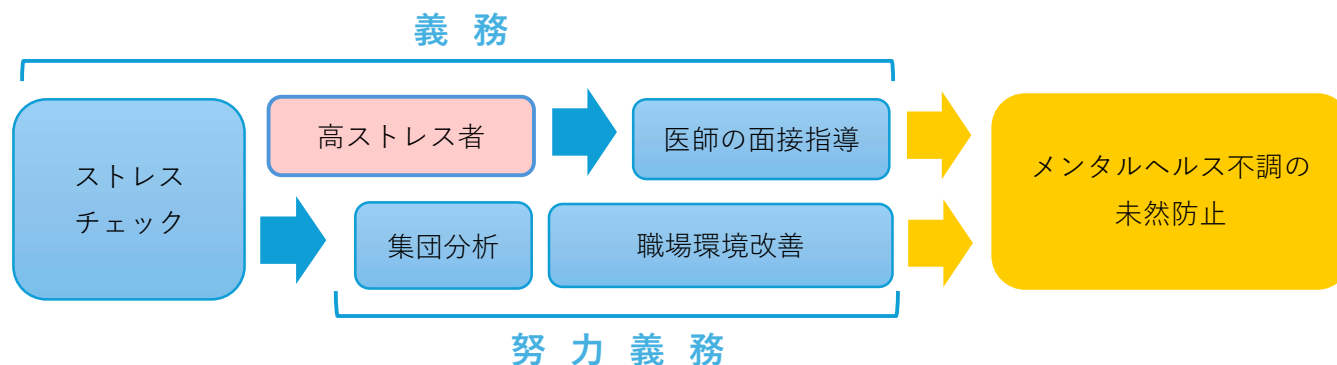 義務
ストレス
チェック
高ストレス者
医師の面接指導
集団分析
職場環境改善
メンタルヘルス不調の
未然防止
努力義務